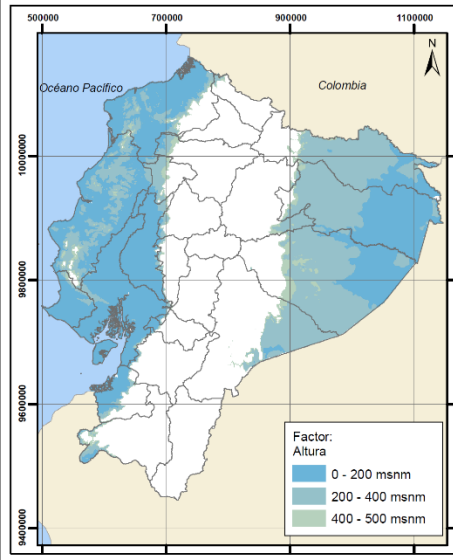 500000 700000 900000 1100000
N
Océano Pacífico
Colombia
10000000
9800000
9600000
9400000
Factor:
Altura
0 - 200 msnm
200 - 400 msnm
400 - 500 msnm